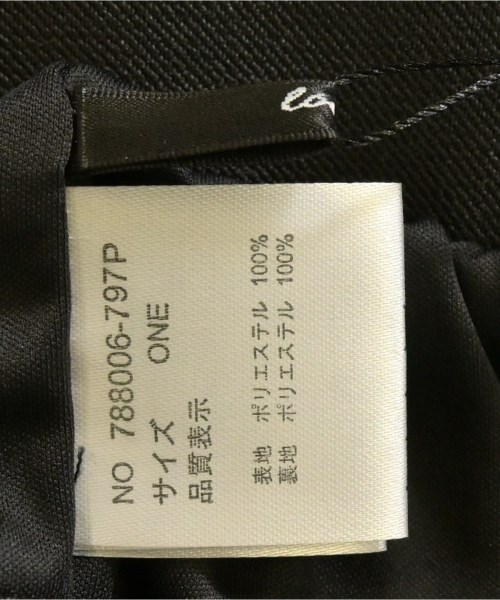 NO 788006-797P
サイズ ONE
品質表示
表地 ポリエステル 100%
裏地 ポリエステル 100%